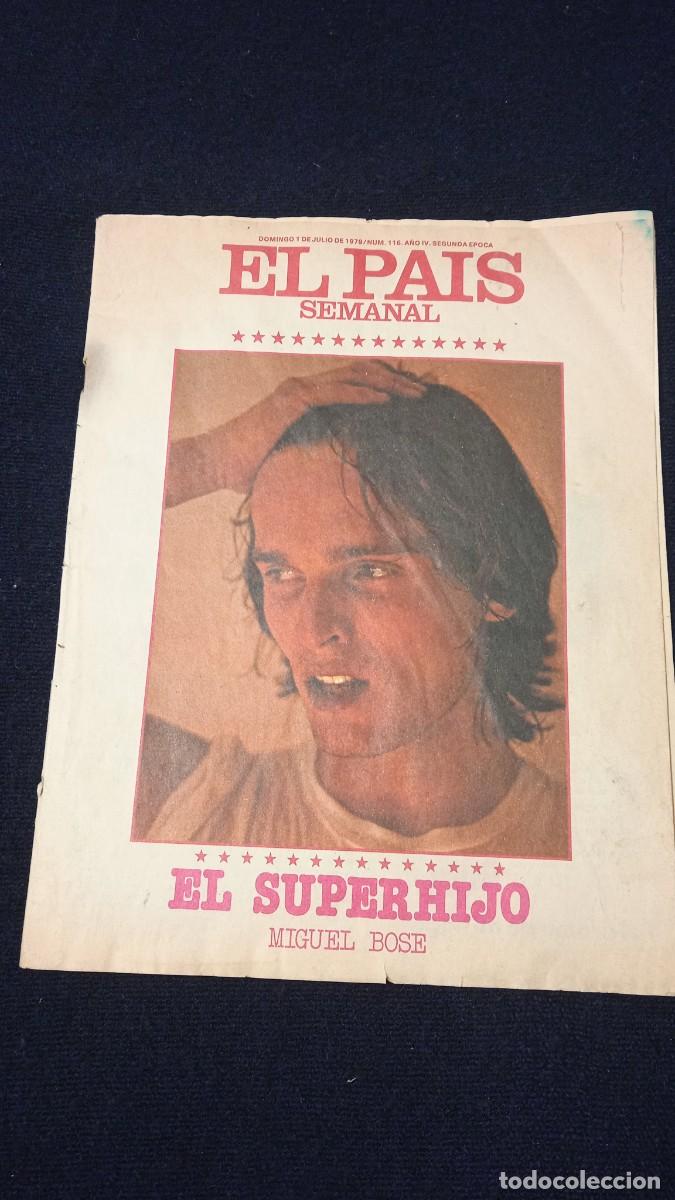 DOMINGO 1 DE JULIO DE 1979/NUM. 116. AÑO IV. SEGUNDA EPOCA
EL PAIS
SEMANAL
EL SUPERHIJO
MIGUEL BOSE
todocoleccion